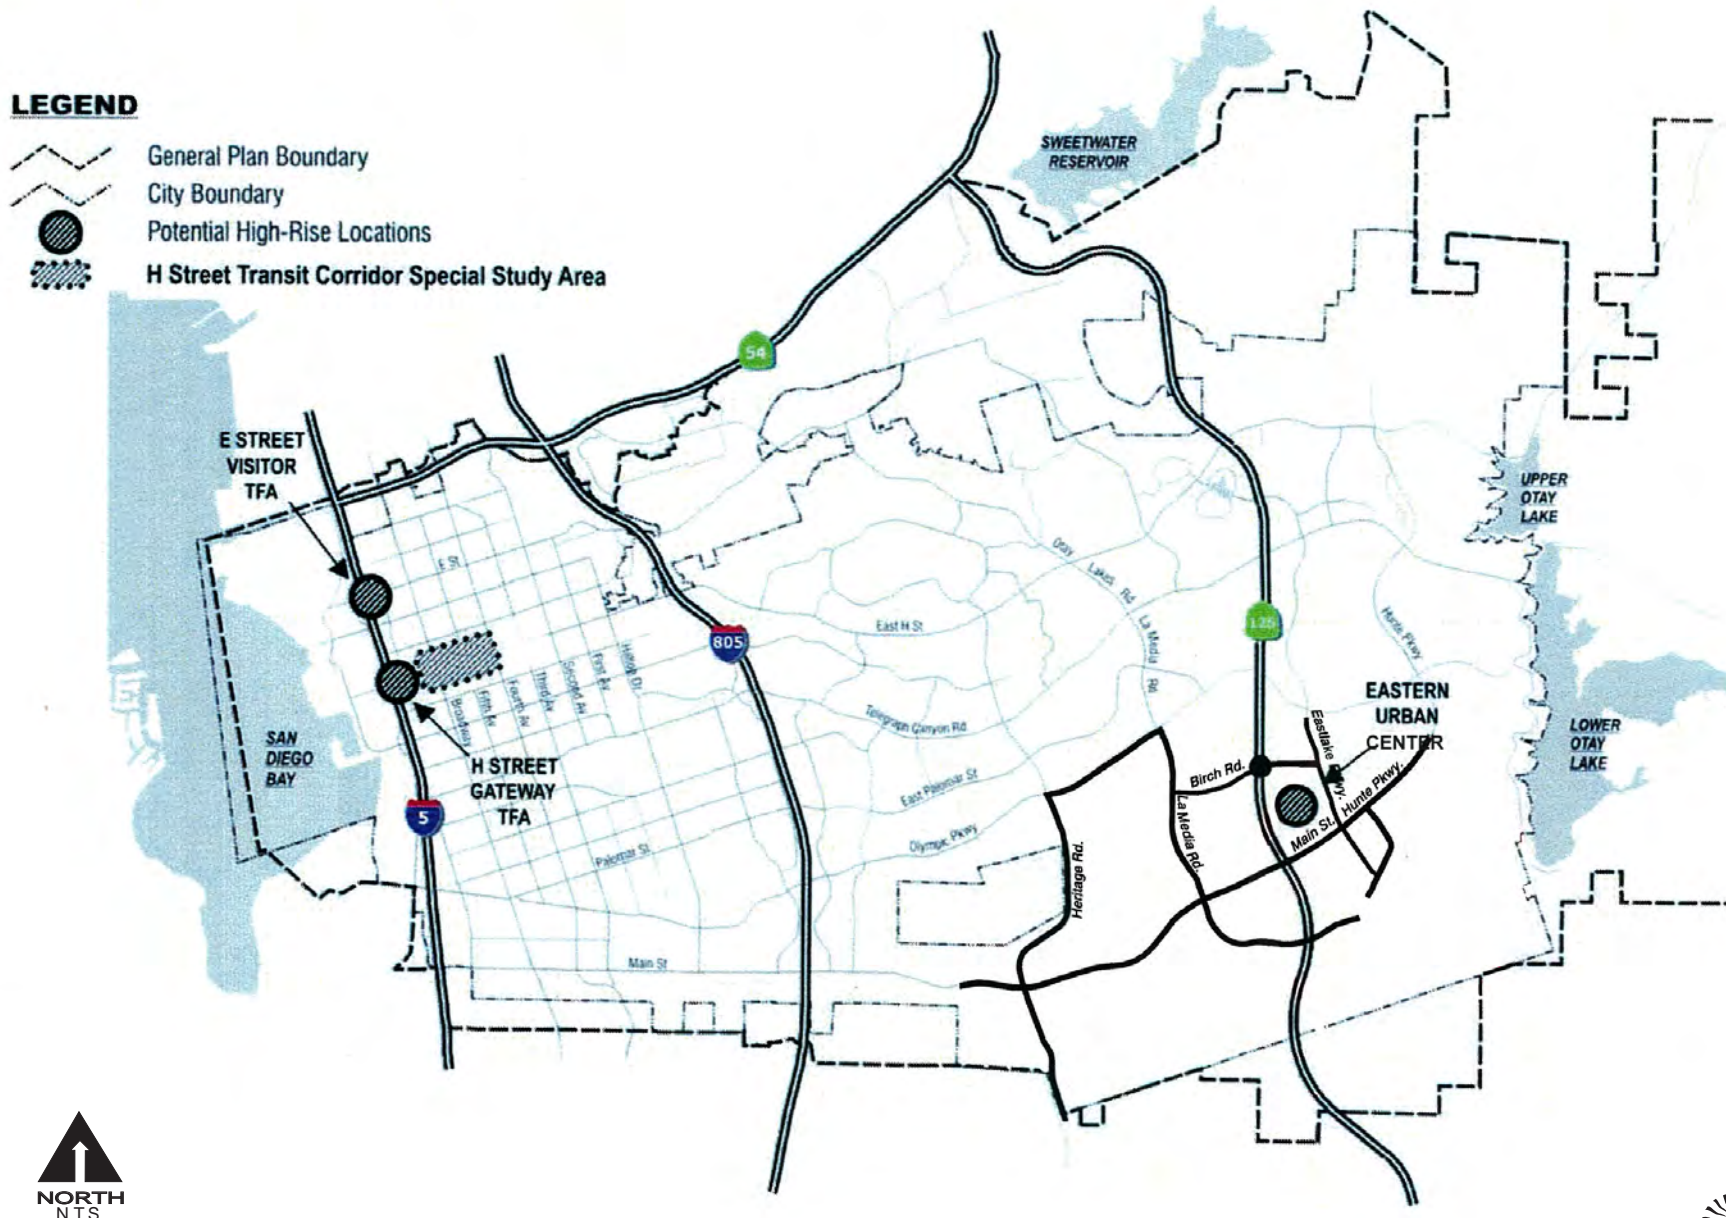 LEGEND
General Plan Boundary
City Boundary
Potential High-Rise Locations
H Street Transit Corridor Special Study Area
SWEETWATER
RESERVOIR
54
E STREET
VISITOR
TFA
UPPER
OTAY
LAKE
E St
Otay
Lakes
Rd
La Media
Rd
East H St
805
125
Hunte Pkwy
Hilltop Dr
First Av
Second Av
Third Av
Fourth Av
Fifth Av
Broadway
Telegraph Canyon Rd
EASTERN
URBAN
CENTER
LOWER
OTAY
LAKE
SAN
DIEGO
BAY
H STREET
GATEWAY
TFA
5
Eastlake Pkwy.
Birch Rd.
Hunte Pkwy.
Main St.
La Media Rd.
East Palomar St
Olympic Pkwy
Palomar St
Heritage Rd.
Main St
NORTH
NTS